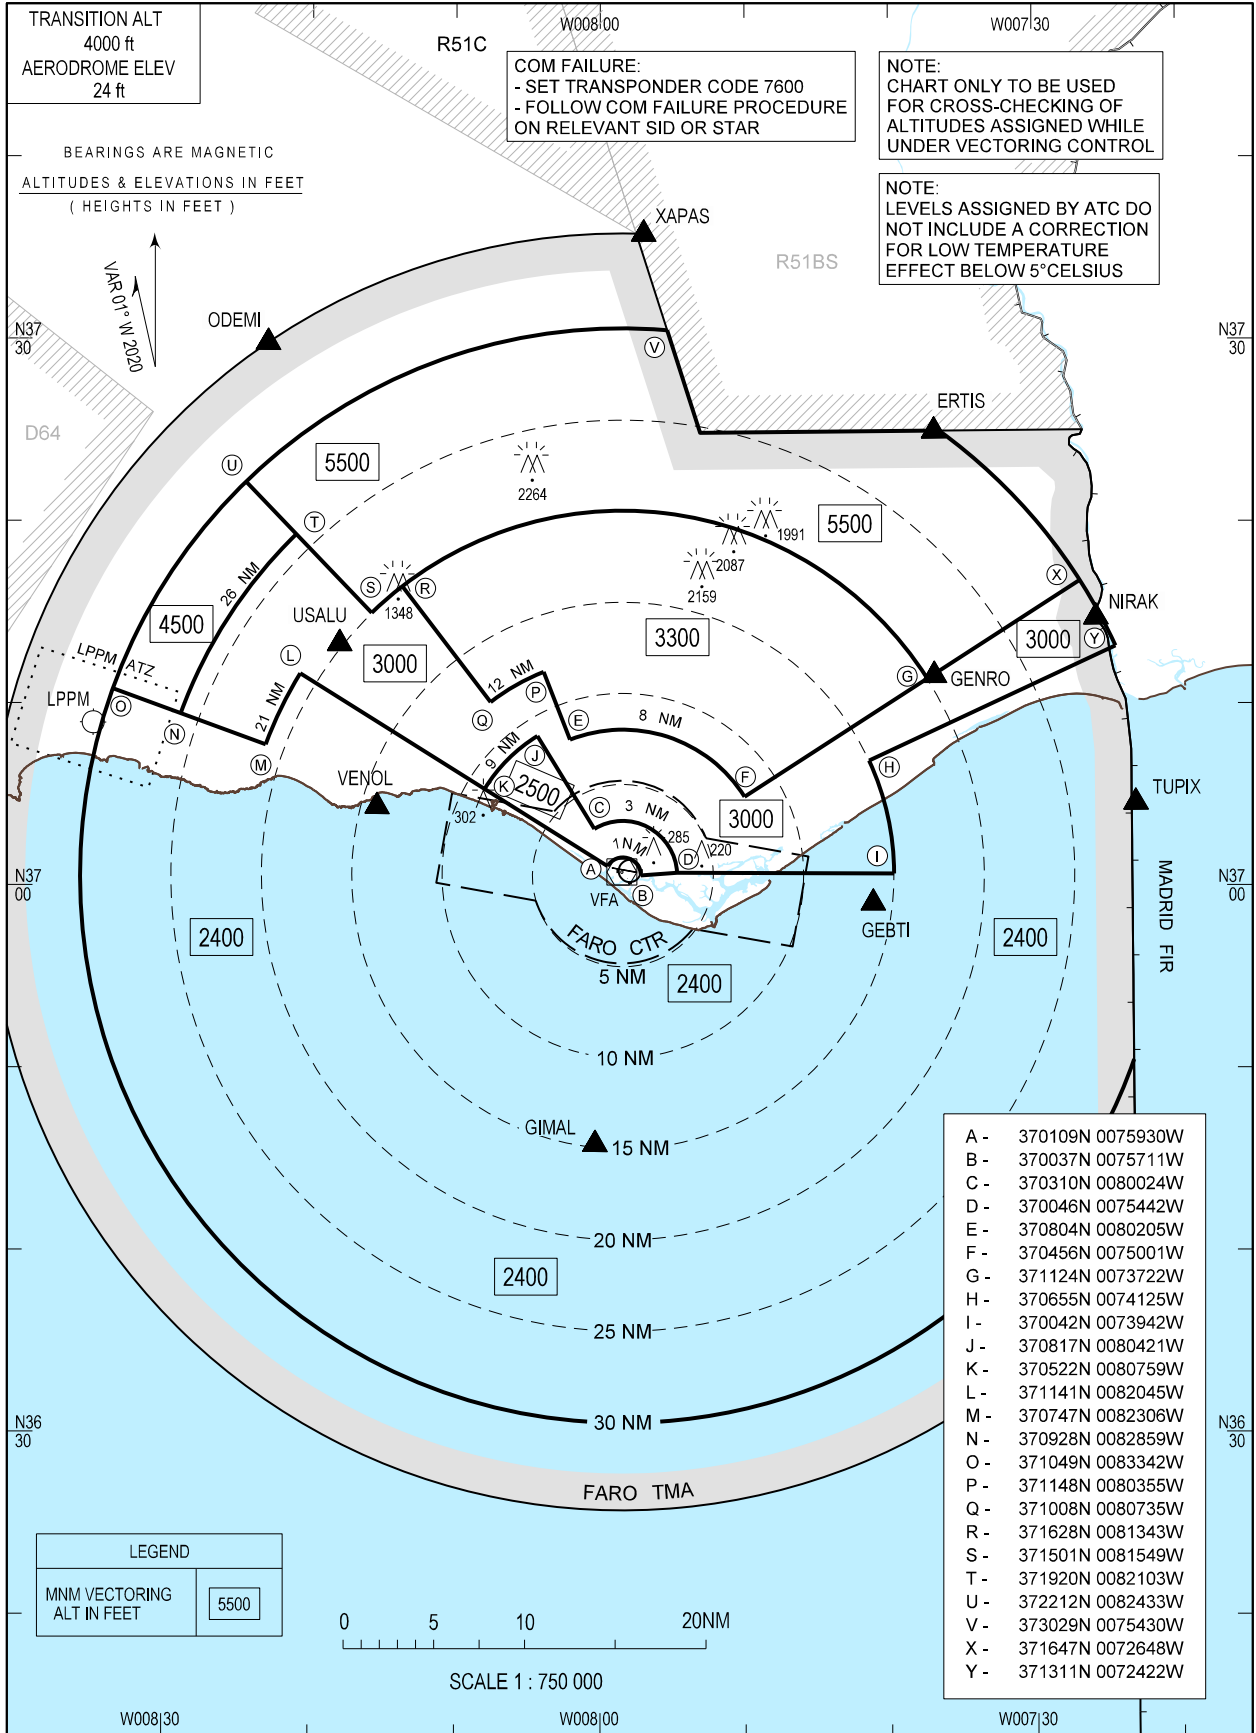 TRANSITION ALT
4000 ft
AERODROME ELEV
24 ft
W008 00
W007 30
R51C
COM FAILURE:
- SET TRANSPONDER CODE 7600
- FOLLOW COM FAILURE PROCEDURE
ON RELEVANT SID OR STAR
NOTE:
CHART ONLY TO BE USED
FOR CROSS-CHECKING OF
ALTITUDES ASSIGNED WHILE
UNDER VECTORING CONTROL
BEARINGS ARE MAGNETIC
ALTITUDES & ELEVATIONS IN FEET
( HEIGHTS IN FEET )
NOTE:
LEVELS ASSIGNED BY ATC DO
NOT INCLUDE A CORRECTION
FOR LOW TEMPERATURE
EFFECT BELOW 5°CELSIUS
XAPAS
R51BS
VAR 01° W 2020
ODEMI
N37
30
N37
30
V
ERTIS
D64
U
5500
2264
T
5500
1991
2087
2159
26 NM
S
R
1348
X
NIRAK
4500
USALU
3300
3000
Y
LPPM ATZ
L
3000
12 NM
P
G
GENRO
LPPM
O
N
21 NM
Q
E
8 NM
M
9 NM
J
H
VENOL
K
2500
F
TUPIX
302
C
3 NM
3000
285
220
1 NM
D
I
A
VFA
B
N37
00
N37
00
GEBTI
MADRID FIR
2400
FARO CTR
2400
5 NM
2400
10 NM
GIMAL
15 NM
A - 370109N 0075930W
B - 370037N 0075711W
C - 370310N 0080024W
D - 370046N 0075442W
E - 370804N 0080205W
F - 370456N 0075001W
G - 371124N 0073722W
H - 370655N 0074125W
I - 370042N 0073942W
J - 370817N 0080421W
K - 370522N 0080759W
L - 371141N 0082045W
M - 370747N 0082306W
N - 370928N 0082859W
O - 371049N 0083342W
P - 371148N 0080355W
Q - 371008N 0080735W
R - 371628N 0081343W
S - 371501N 0081549W
T - 371920N 0082103W
U - 372212N 0082433W
V - 373029N 0075430W
X - 371647N 0072648W
Y - 371311N 0072422W
20 NM
2400
25 NM
30 NM
N36
30
N36
30
FARO TMA
LEGEND
MNM VECTORING
ALT IN FEET
5500
0 5 10 20NM
SCALE 1 : 750 000
W008 30
W008 00
W007 30